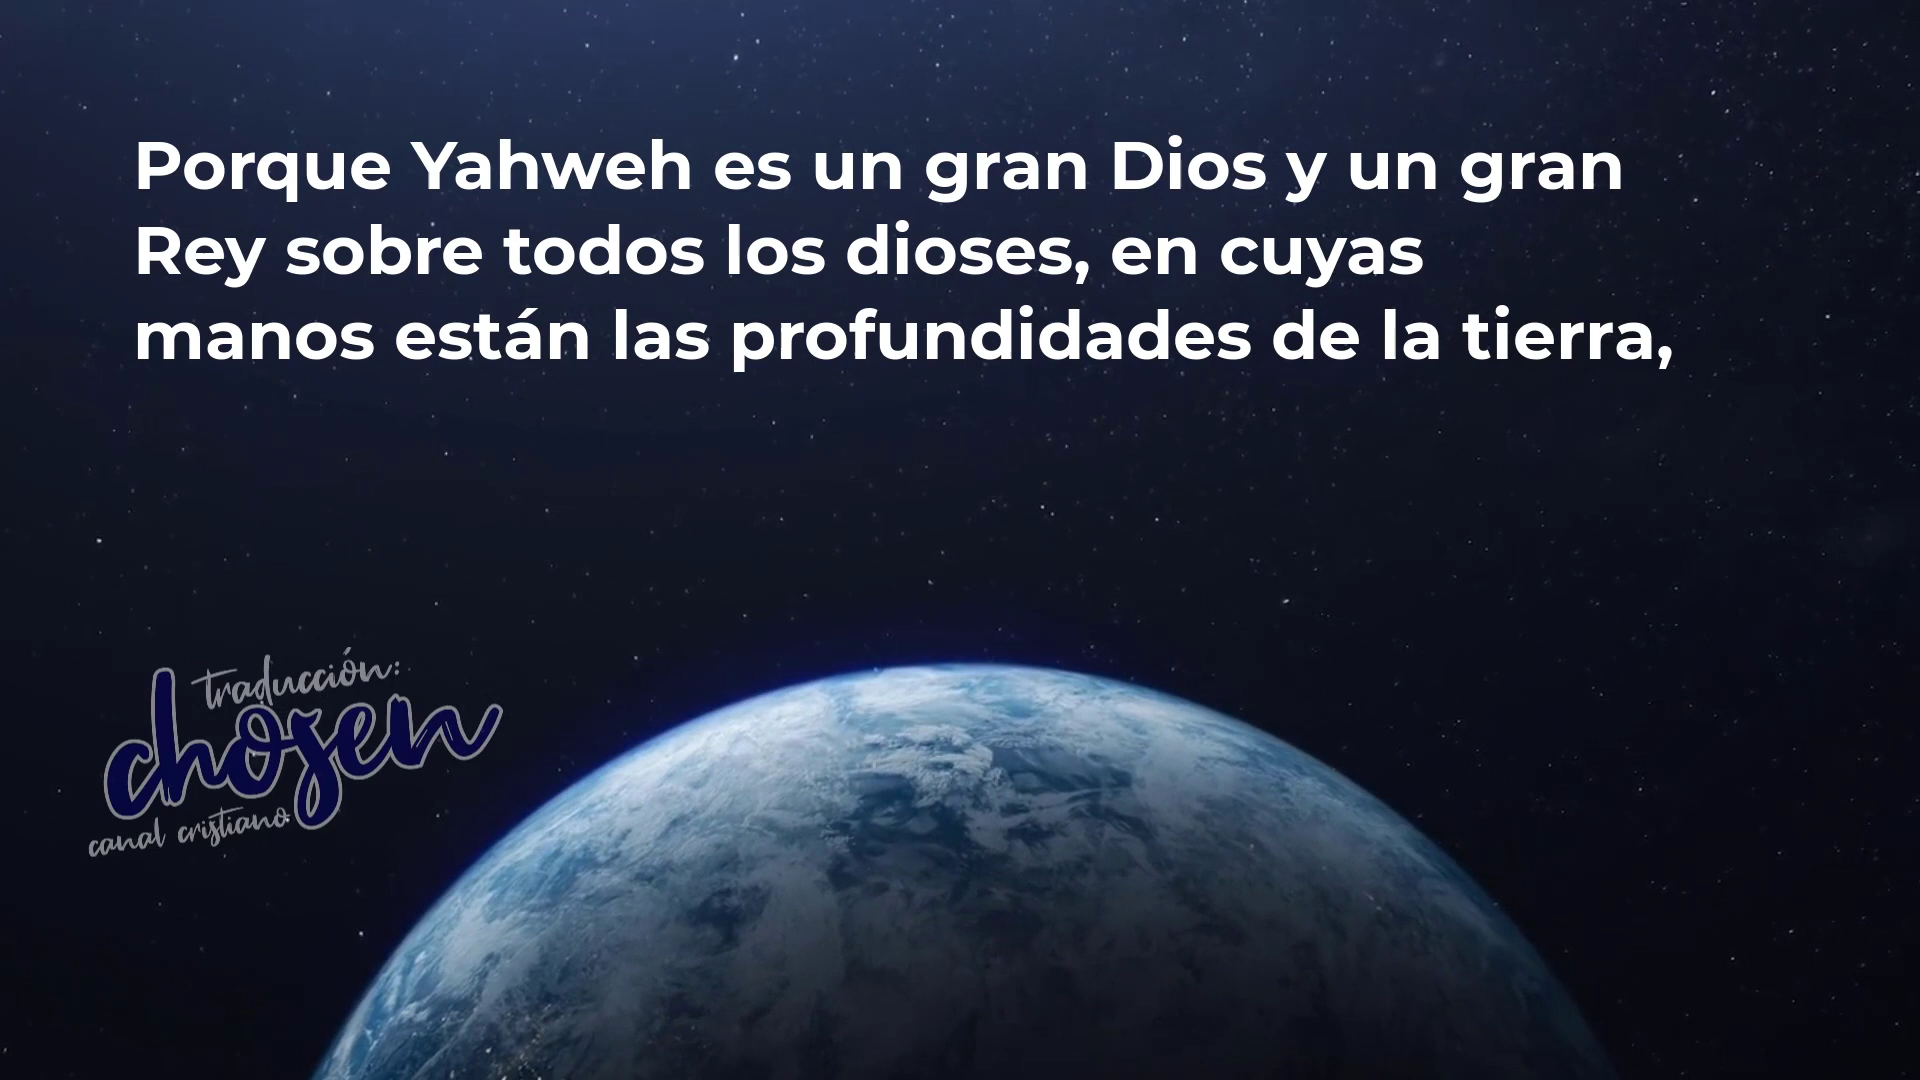 Porque Yahweh es un gran Dios y un gran
Rey sobre todos los dioses, en cuyas
manos están las profundidades de la tierra,
traducción:
chosen
canal cristiano